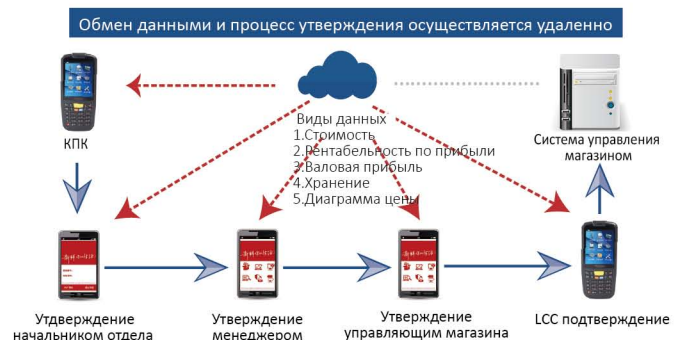 Обмен данными и процесс утверждения осуществляется удаленно
Виды данных
1.Стоимость
2.Рентабельность по прибыли
3.Валовая прибыль
4.Хранение
5.Диаграмма цены
КПК
Система управления
магазином
Утдверждение
начальником отдела
Утверждение
менеджером
Утверждение
управляющим магазина
LCC подтверждение